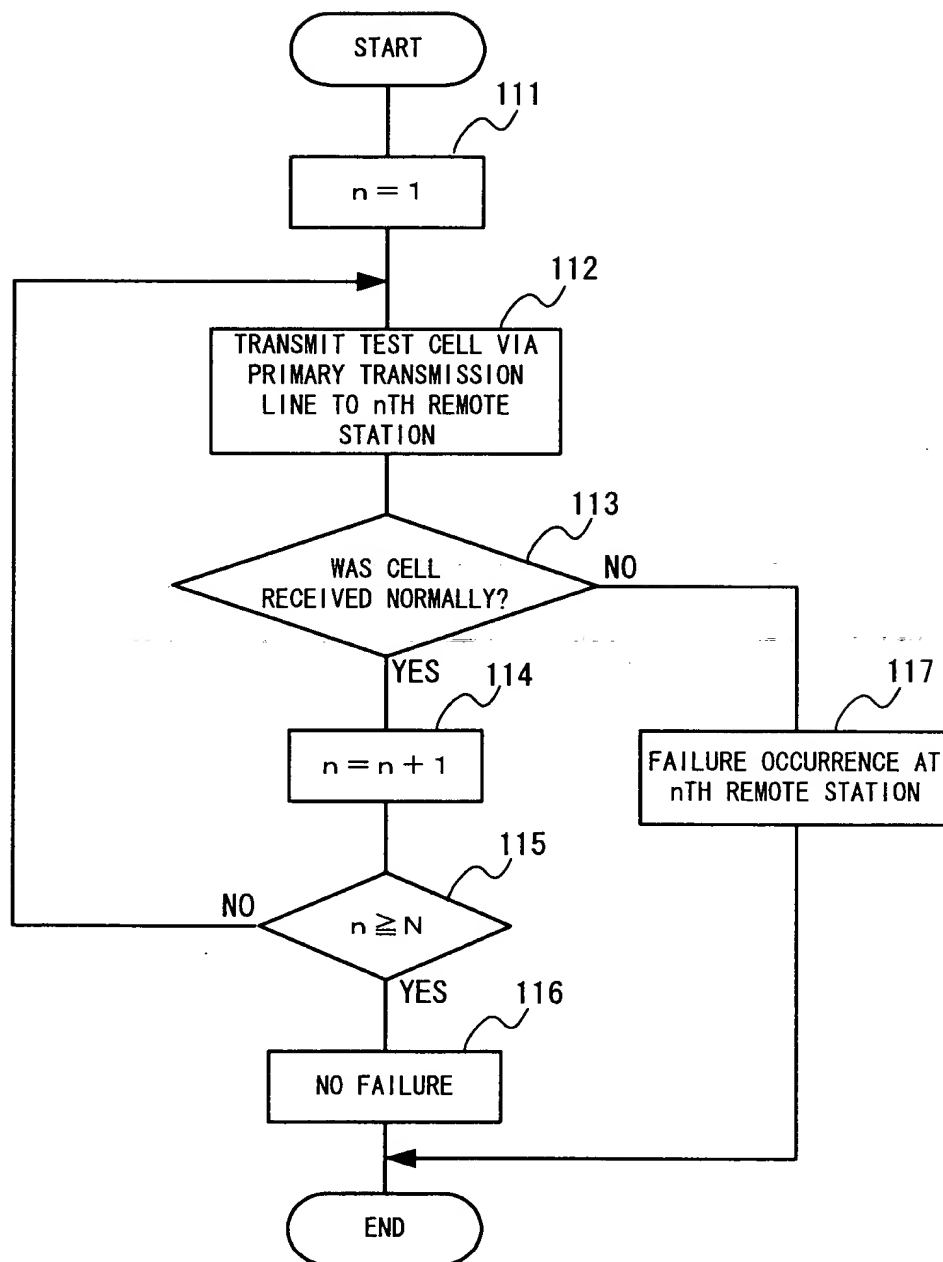 START
111
n = 1
112
TRANSMIT TEST CELL VIA
PRIMARY TRANSMISSION
LINE TO nTH REMOTE
STATION
113
WAS CELL
RECEIVED NORMALLY?
NO
YES
114
n = n + 1
117
FAILURE OCCURRENCE AT
nTH REMOTE STATION
115
n ≧ N
NO
YES
116
NO FAILURE
END